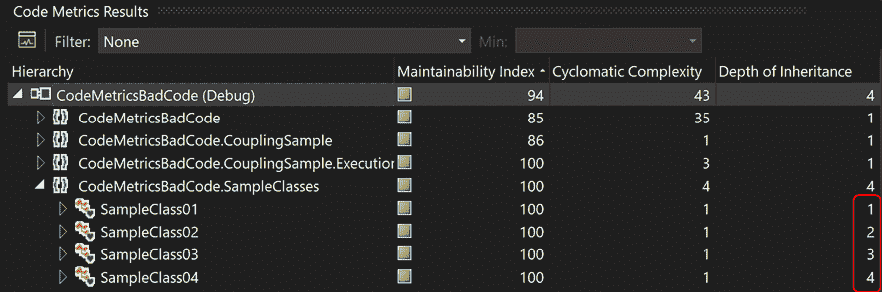 Code Metrics Results
Filter: None Min:
Hierarchy Maintainability Index Cyclomatic Complexity Depth of Inheritance
CodeMetricsBadCode (Debug) 94 43 4
CodeMetricsBadCode 85 35 1
CodeMetricsBadCode.CouplingSample 86 1 1
CodeMetricsBadCode.CouplingSample.Execution 100 3 1
CodeMetricsBadCode.SampleClasses 100 4 4
SampleClass01 100 1 1
SampleClass02 100 1 2
SampleClass03 100 1 3
SampleClass04 100 1 4